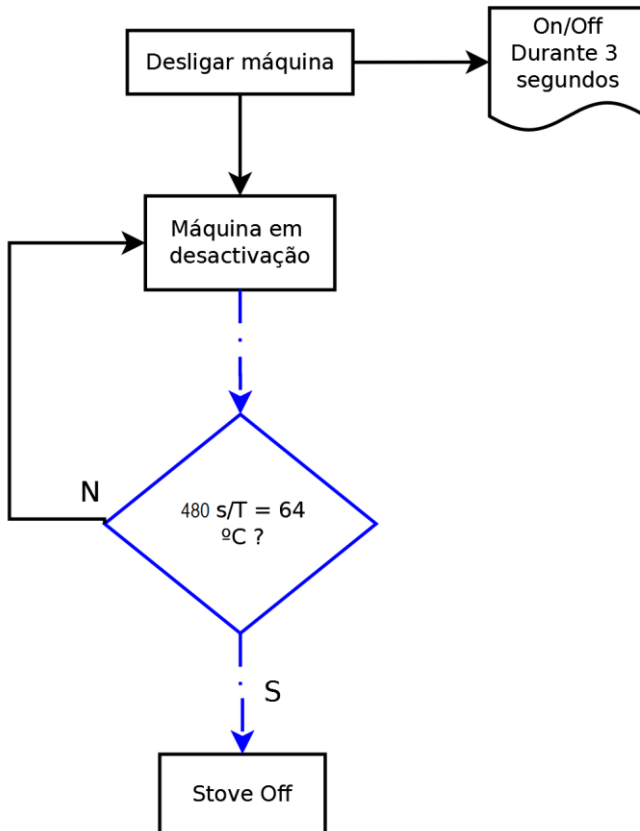 Desligar máquina
On/Off
Durante 3
segundos
Máquina em
desactivação
N
480 s/T = 64
ºC ?
S
Stove Off